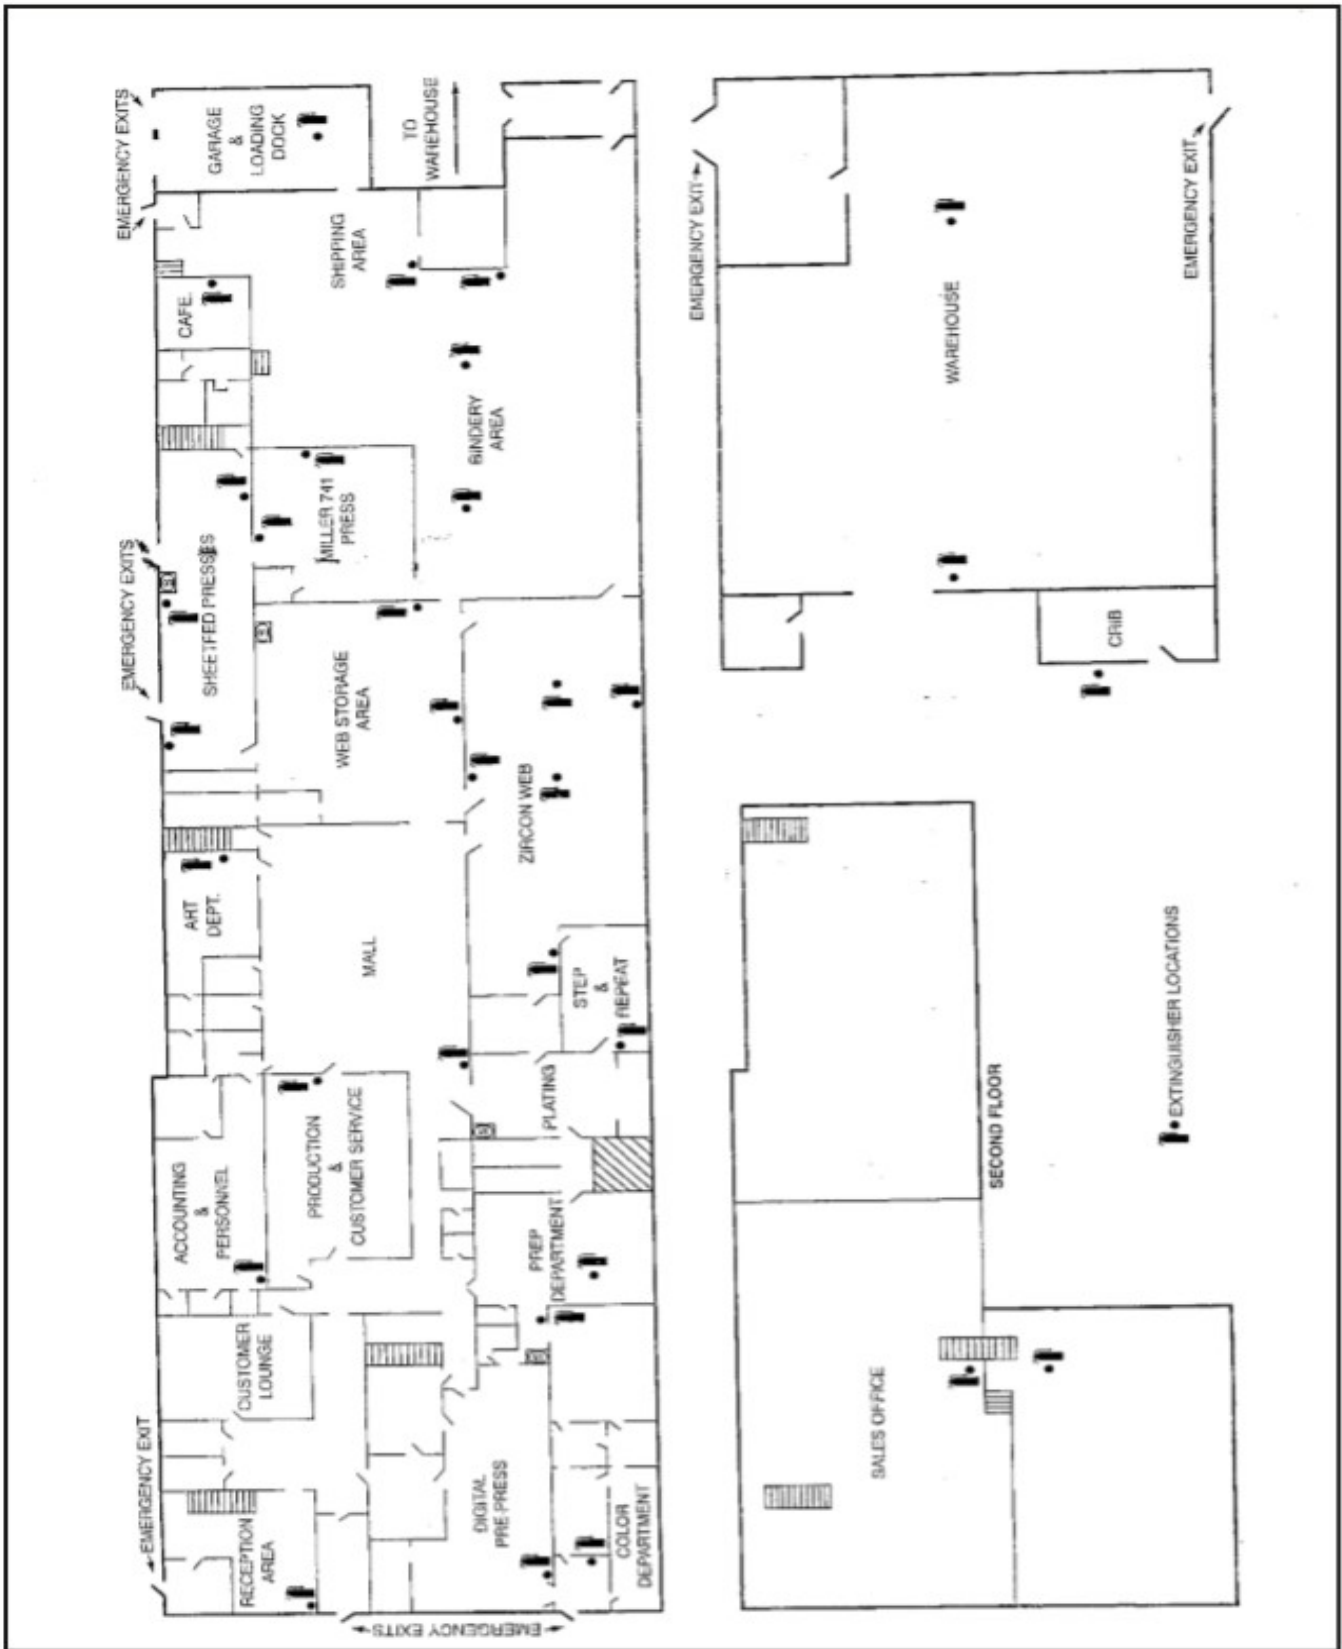 EMERGENCY EXITS
GARAGE
&
LOADING
DOCK
TO
WAREHOUSE
SHIPPING
AREA
CAFE.
BINDERY
AREA
MILLER 741
PRESS
EMERGENCY EXITS
SHEETFED PRESSES
WEB STORAGE
AREA
ZIRCON WEB
ART
DEPT.
MALL
STEP
&
REPEAT
PLATING
PRODUCTION
&
CUSTOMER SERVICE
ACCOUNTING
&
PERSONNEL
PREP
DEPARTMENT
CUSTOMER
LOUNGE
EMERGENCY EXIT
RECEPTION
AREA
DIGITAL
PRE-PRESS
COLOR
DEPARTMENT
EMERGENCY EXITS
EMERGENCY EXIT
WAREHOUSE
EMERGENCY EXIT
CRIB
SECOND FLOOR
SALES OFFICE
EXTINGUISHER LOCATIONS